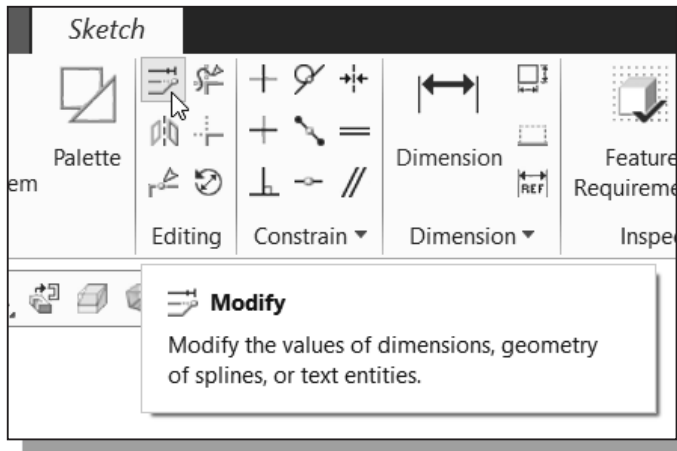 Sketch
Palette
Dimension
Feature
em
REF
Requireme
Editing
Constrain
Dimension
Inspe
Modify
Modify the values of dimensions, geometry
of splines, or text entities.